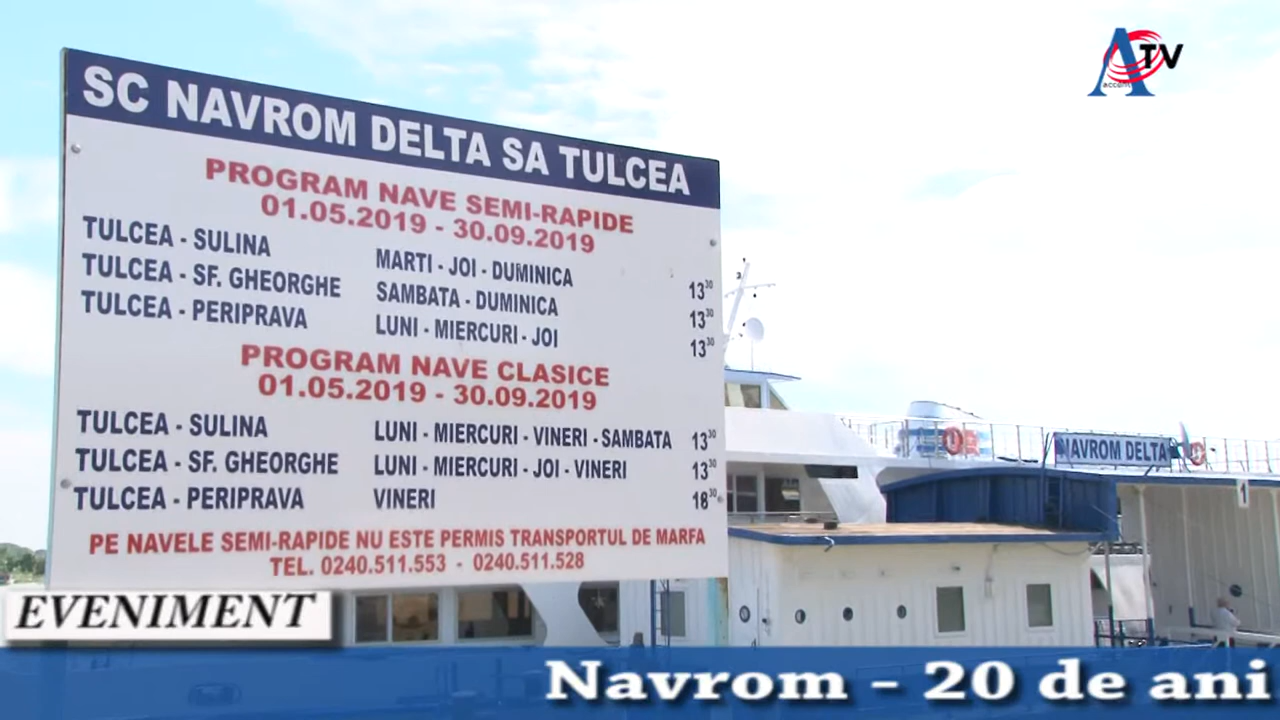 accent
TV
SC NAVROM DELTA SA TULCEA
PROGRAM NAVE SEMI-RAPIDE
01.05.2019 - 30.09.2019
TULCEA - SULINA MARTI - JOI - DUMINICA 13³⁰
TULCEA - SF. GHEORGHE SAMBATA - DUMINICA 13³⁰
TULCEA - PERIPRAVA LUNI - MIERCURI - JOI 13³⁰
PROGRAM NAVE CLASICE
01.05.2019 - 30.09.2019
TULCEA - SULINA LUNI - MIERCURI - VINERI - SAMBATA 13³⁰
TULCEA - SF. GHEORGHE LUNI - MIERCURI - JOI - VINERI 13³⁰
TULCEA - PERIPRAVA VINERI 18³⁰
PE NAVELE SEMI-RAPIDE NU ESTE PERMIS TRANSPORTUL DE MARFA
TEL. 0240.511.553 - 0240.511.528
NAVROM DELTA
1
EVENIMENT
Navrom - 20 de ani